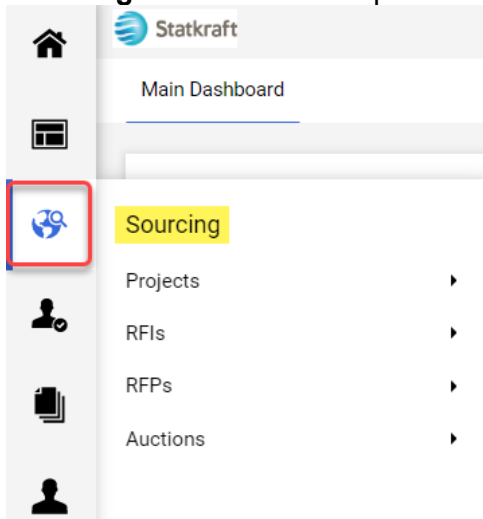 Statkraft
Main Dashboard
Sourcing
Projects
RFIs
RFPs
Auctions